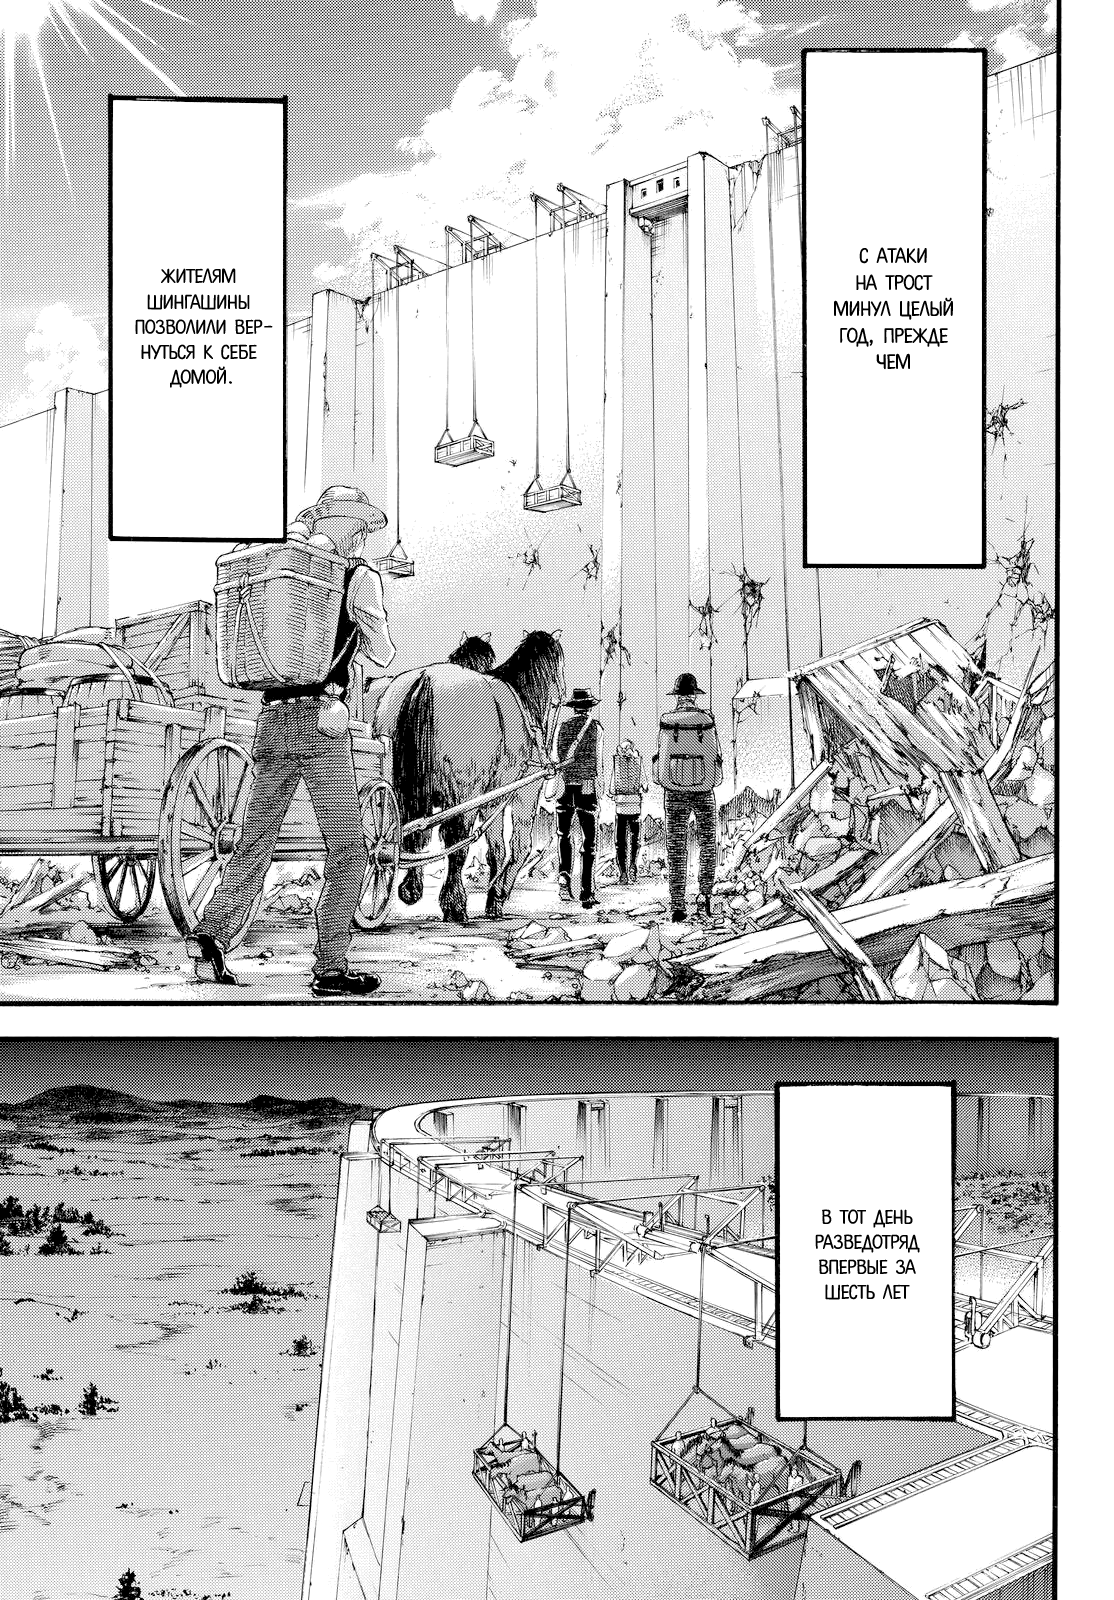 С АТАКИ
НА ТРОСТ
МИНУЛ ЦЕЛЫЙ
ГОД, ПРЕЖДЕ
ЧЕМ
ЖИТЕЛЯМ
ШИНГАШИНЫ
ПОЗВОЛИЛИ ВЕР-
НУТЬСЯ К СЕБЕ
ДОМОЙ.
В ТОТ ДЕНЬ
РАЗВЕДОТРЯД
ВПЕРВЫЕ ЗА
ШЕСТЬ ЛЕТ